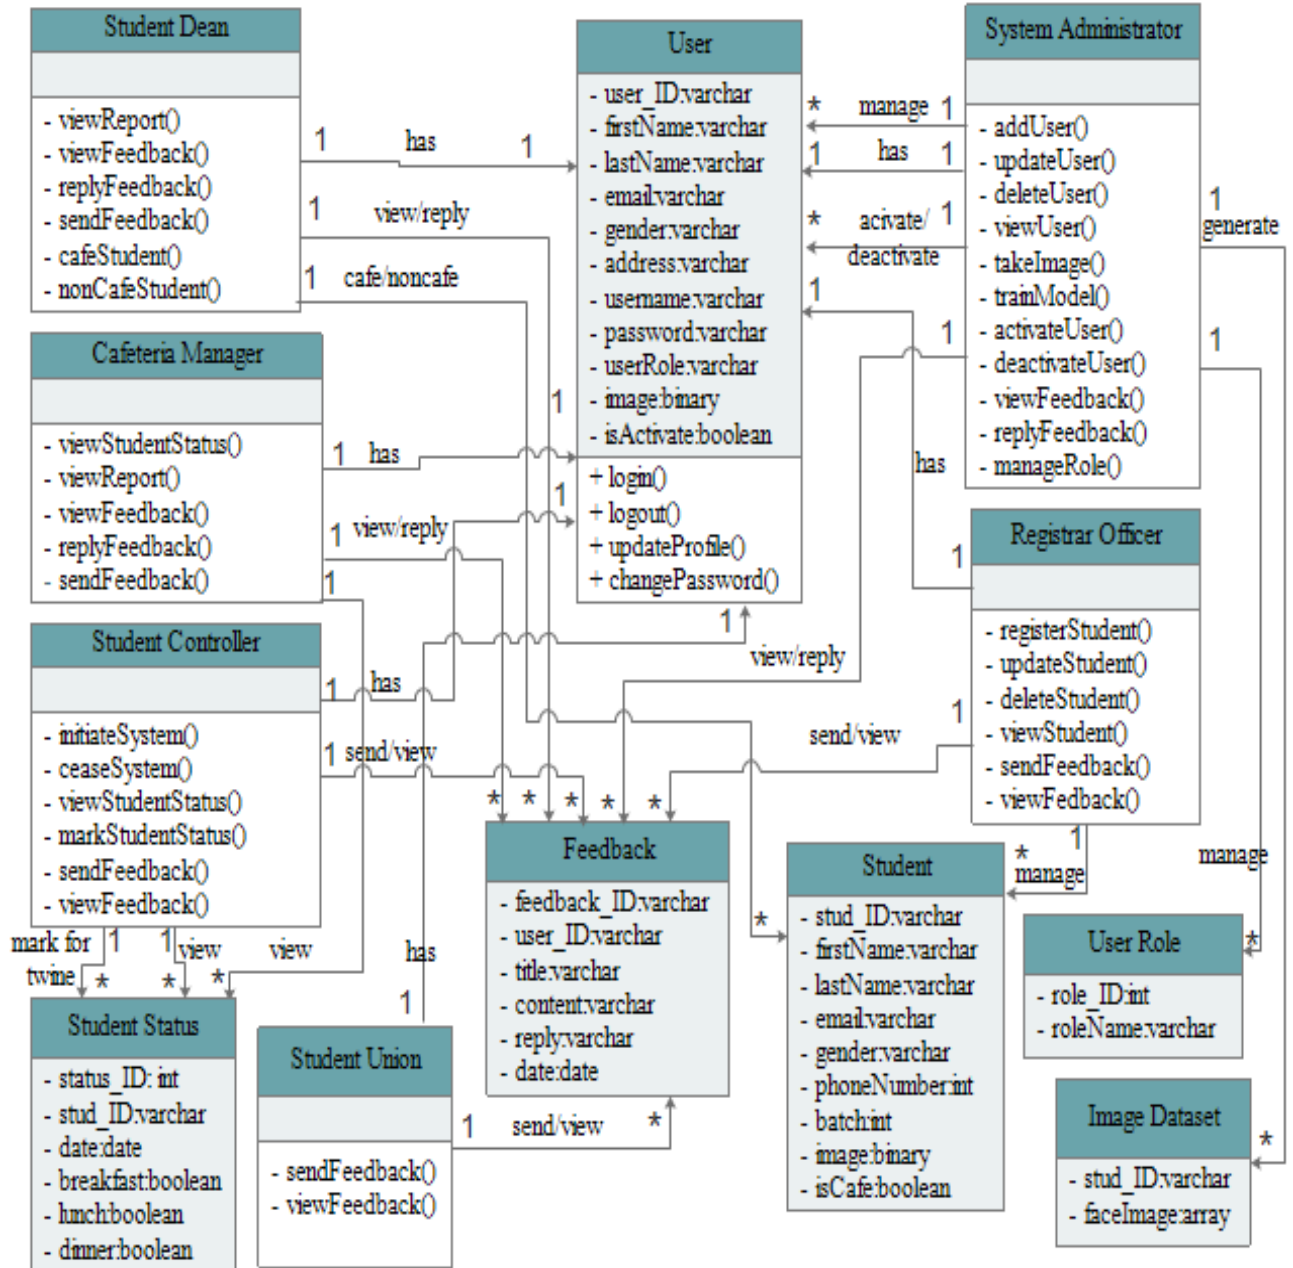 Student Dean
- viewReport()
- viewFeedback()
- replyFeedback()
- sendFeedback()
- cafeStudent()
- nonCafeStudent()
1
has
1
1
view/reply
1
cafe/noncafe
User
- user_ID:varchar
- firstName:varchar
- lastName:varchar
- email:varchar
- gender:varchar
- address:varchar
- username:varchar
- password:varchar
- userRole:varchar
- image:binary
- isActivate:boolean
+ login()
+ logout()
+ updateProfile()
+ changePassword()
System Administrator
- addUser()
- updateUser()
- deleteUser()
- viewUser()
- takeImage()
- trainModel()
- activateUser()
- deactivateUser()
- viewFeedback()
- replyFeedback()
- manageRole()
* manage 1
1 has 1
* acivate/ 1
deactivate
1
1
1
generate
1
has
1
Cafeteria Manager
- viewStudentStatus()
- viewReport()
- viewFeedback()
- replyFeedback()
- sendFeedback()
1
1 has
1
1 view/reply
1
1
Registrar Officer
- registerStudent()
- updateStudent()
- deleteStudent()
- viewStudent()
- sendFeedback()
- viewFedback()
view/reply
1
send/view
1
*
manage
manage
Student Controller
- initiateSystem()
- ceaseSystem()
- viewStudentStatus()
- markStudentStatus()
- sendFeedback()
- viewFeedback()
1 has
1 send/view
* * * * *
mark for
twine
1
*
1
view
*
view
*
has
1
Feedback
- feedback_ID:varchar
- user_ID:varchar
- title:varchar
- content:varchar
- reply:varchar
- date:date
*
Student
- stud_ID:varchar
- firstName:varchar
- lastName:varchar
- email:varchar
- gender:varchar
- phoneNumber:int
- batch:int
- image:binary
- isCafe:boolean
User Role
*
- role_ID:int
- roleName:varchar
Student Status
- status_ID: int
- stud_ID:varchar
- date:date
- breakfast:boolean
- lunch:boolean
- dinner:boolean
Student Union
- sendFeedback()
- viewFeedback()
1 send/view *
Image Dataset
*
- stud_ID:varchar
- faceImage:array